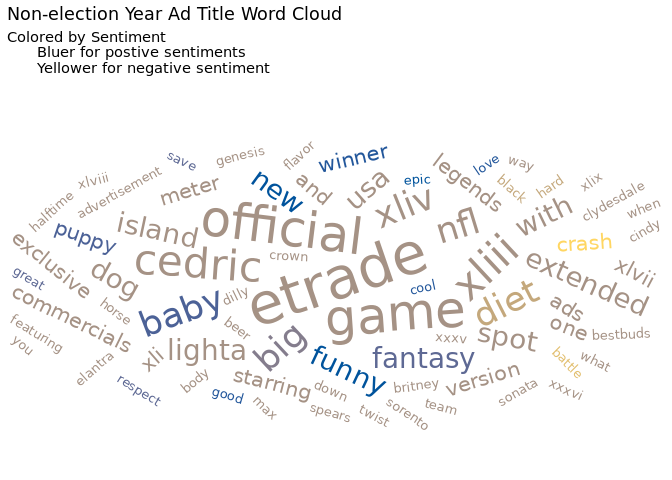 Non-election Year Ad Title Word Cloud
Colored by Sentiment
Bluer for postive sentiments
Yellower for negative sentiment
save
genesis
flavor
winner
legends
love
way
xlviii
advertisement
halftime
meter
new
and
usa
epic
black
hard
xlix
clydesdale
when
cindy
puppy
island
official
xliv
nfl
with
crash
exclusive
dog
cedric
crown
etrade
xliii
extended
xlvii
great
commercials
horse
baby
dilly
cool
game
diet
ads
one
bestbuds
featuring
you
beer
big
xxxv
spot
elantra
xli
lighta
funny
fantasy
battle
what
respect
body
starring
down
britney
version
sonata
xxxvi
good
max
spears
twist
sorento
team